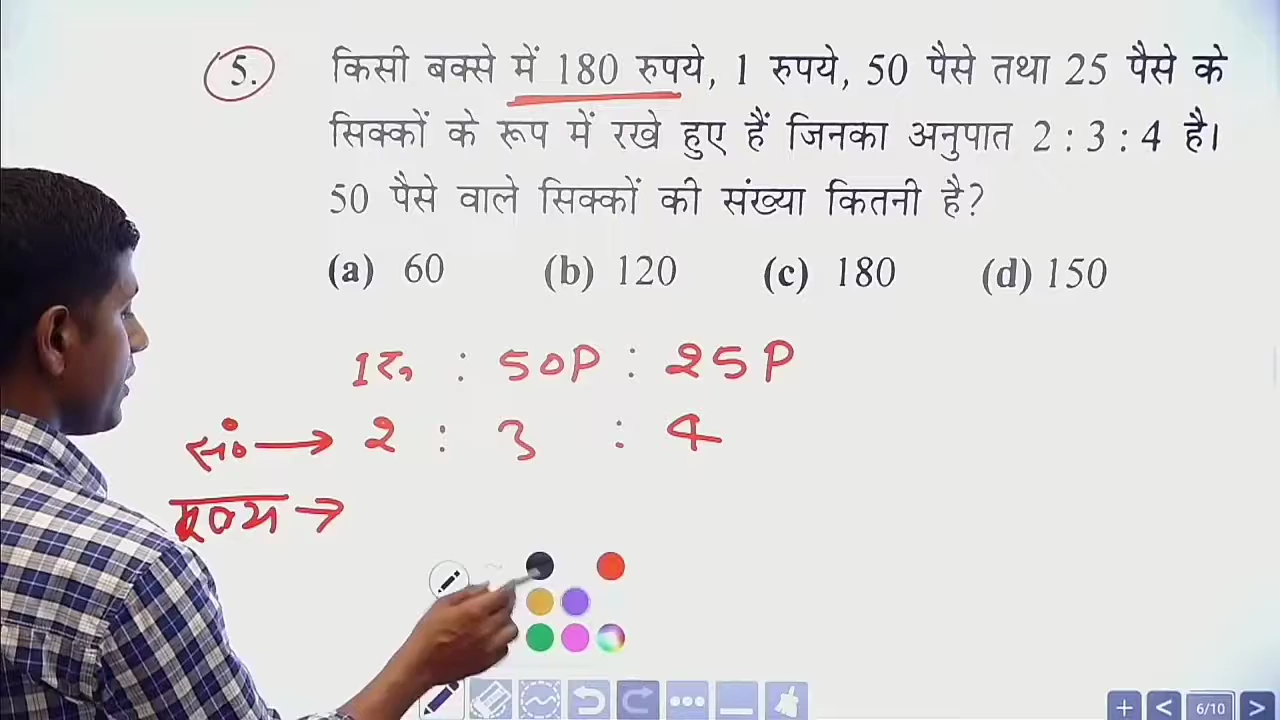 5. किसी बक्से में 180 रुपये, 1 रुपये, 50 पैसे तथा 25 पैसे के
सिक्कों के रूप में रखे हुए हैं जिनका अनुपात 2 : 3 : 4 है।
50 पैसे वाले सिक्कों की संख्या कितनी है?
(a) 60 (b) 120 (c) 180 (d) 150
1रु : 50P : 25P
सं० → 2 : 3 : 4
→
6/10